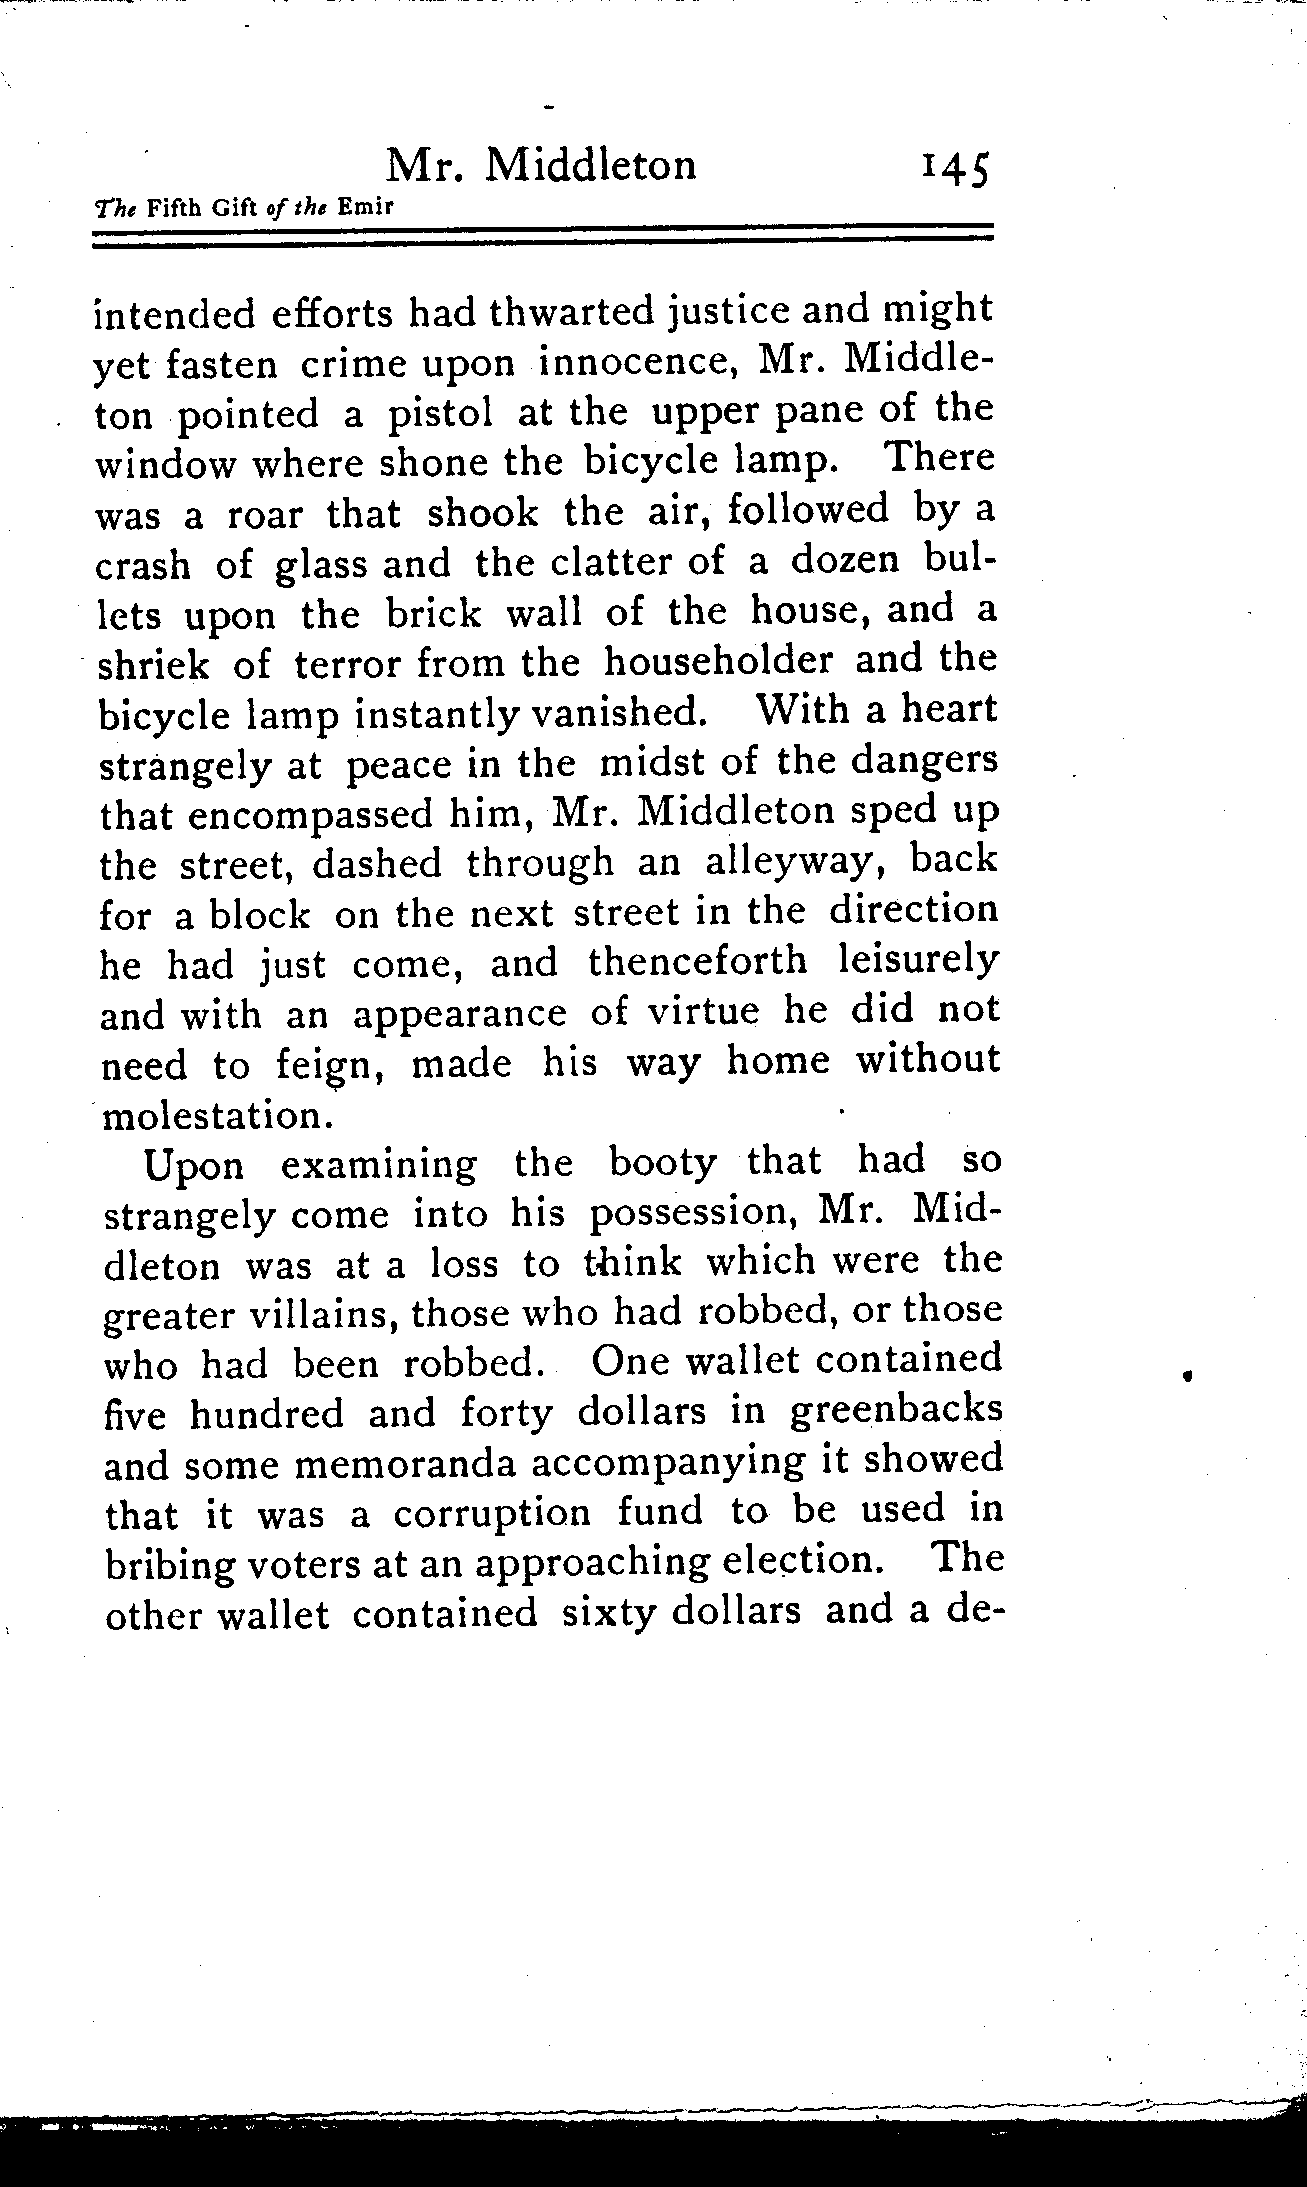 Mr. Middleton 145
The Fifth Gift of the Emir
intended efforts had thwarted justice and might
yet fasten crime upon innocence, Mr. Middle-
ton pointed a pistol at the upper pane of the
window where shone the bicycle lamp. There
was a roar that shook the air, followed by a
crash of glass and the clatter of a dozen bul-
lets upon the brick wall of the house, and a
shriek of terror from the householder and the
bicycle lamp instantly vanished. With a heart
strangely at peace in the midst of the dangers
that encompassed him, Mr. Middleton sped up
the street, dashed through an alleyway, back
for a block on the next street in the direction
he had just come, and thenceforth leisurely
and with an appearance of virtue he did not
need to feign, made his way home without
molestation.
Upon examining the booty that had so
strangely come into his possession, Mr. Mid-
dleton was at a loss to think which were the
greater villains, those who had robbed, or those
who had been robbed. One wallet contained
five hundred and forty dollars in greenbacks
and some memoranda accompanying it showed
that it was a corruption fund to be used in
bribing voters at an approaching election. The
other wallet contained sixty dollars and a de-